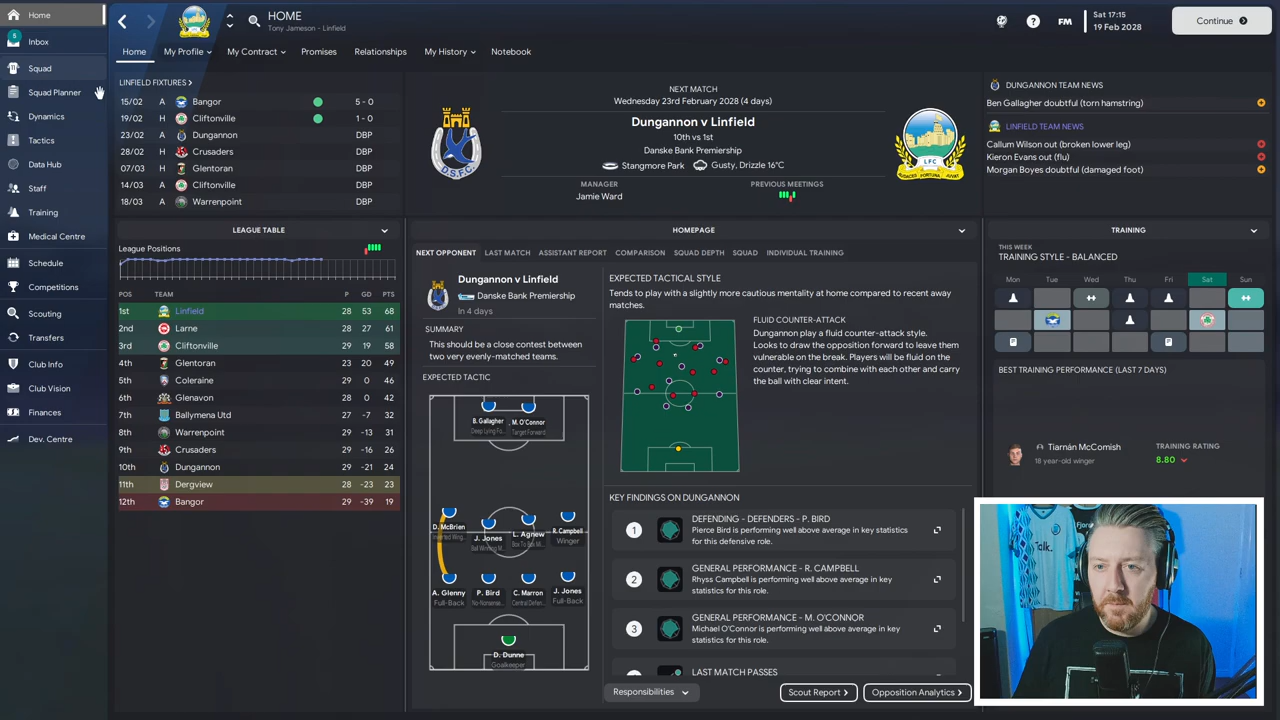 Home
5
Inbox
Squad
Squad Planner
Dynamics
Tactics
Data Hub
Staff
Training
Medical Centre
Schedule
Competitions
Scouting
Transfers
Club Info
Club Vision
Finances
Dev. Centre
HOME
Tony Jameson - Linfield
FM
Sat 17:15
19 Feb 2028
Continue
Home
My Profile
My Contract
Promises
Relationships
My History
Notebook
LINFIELD FIXTURES >
15/02 A Bangor 5 - 0
19/02 H Cliftonville 1 - 0
23/02 A Dungannon DBP
28/02 H Crusaders DBP
07/03 H Glentoran DBP
14/03 A Cliftonville DBP
18/03 A Warrenpoint DBP
NEXT MATCH
Wednesday 23rd February 2028 (4 days)
Dungannon v Linfield
10th vs 1st
Danske Bank Premiership
Stangmore Park Gusty, Drizzle 16°C
MANAGER
Jamie Ward
PREVIOUS MEETINGS
D.S.F.C.
LFC
DUNGANNON TEAM NEWS
Ben Gallagher doubtful (torn hamstring)
LINFIELD TEAM NEWS
Callum Wilson out (broken lower leg)
Kieron Evans out (flu)
Morgan Boyes doubtful (damaged foot)
LEAGUE TABLE
League Positions
POS TEAM P GD PTS
1st Linfield 28 53 68
2nd Larne 28 27 61
3rd Cliftonville 29 19 58
4th Glentoran 29 23 48
5th Coleraine 29 0 46
6th Glenavon 28 0 42
7th Ballymena Utd 27 -7 32
8th Warrenpoint 29 -13 31
9th Crusaders 29 -16 26
10th Dungannon 29 -21 24
11th Dergview 28 -23 23
12th Bangor 29 -39 19
HOMEPAGE
NEXT OPPONENT
LAST MATCH
ASSISTANT REPORT
COMPARISON
SQUAD DEPTH
SQUAD
INDIVIDUAL TRAINING
Dungannon v Linfield
Danske Bank Premiership
In 4 days
SUMMARY
This should be a close contest between
two very evenly-matched teams.
EXPECTED TACTIC
B. Gallagher
Deep Lying Fo...
M. O'Connor
Target Forward
D. McBrien
Inverted Wing...
J. Jones
Ball Winning M...
L. Agnew
Box To Box M...
R. Campbell
Winger
A. Glenny
Full-Back
P. Bird
No-Nonsense...
C. Marron
Central Defen...
J. Jones
Full-Back
D. Dunne
Goalkeeper
EXPECTED TACTICAL STYLE
Tends to play with a slightly more cautious mentality at home compared to recent away
matches.
FLUID COUNTER-ATTACK
Dungannon play a fluid counter-attack style.
Looks to draw the opposition forward to leave them
vulnerable on the break. Players will be fluid on the
counter, trying to combine with each other and carry
the ball with clear intent.
KEY FINDINGS ON DUNGANNON
1
DEFENDING - DEFENDERS - P. BIRD
Pierce Bird is performing well above average in key statistics
for this defensive role.
2
GENERAL PERFORMANCE - R. CAMPBELL
Rhyss Campbell is performing well above average in key
statistics for this role.
3
GENERAL PERFORMANCE - M. O'CONNOR
Michael O'Connor is performing well above average in key
statistics for this role.
LAST MATCH PASSES
Responsibilities
Scout Report >
Opposition Analytics >
TRAINING
THIS WEEK
TRAINING STYLE - BALANCED
Mon Tue Wed Thu Fri Sat Sun
BEST TRAINING PERFORMANCE (LAST 7 DAYS)
Tiarnán McComish
18 year-old winger
TRAINING RATING
8.80
Talk.